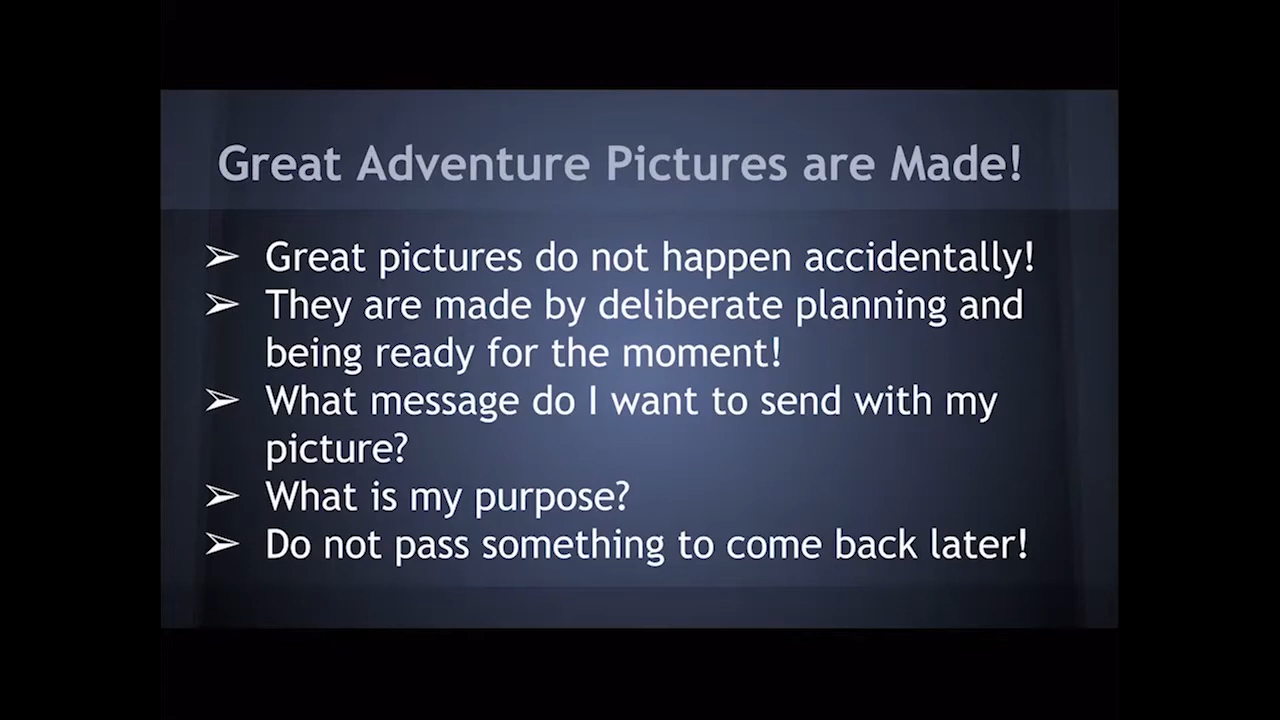 Great Adventure Pictures are Made!
➢ Great pictures do not happen accidentally!
➢ They are made by deliberate planning and
being ready for the moment!
➢ What message do I want to send with my
picture?
➢ What is my purpose?
➢ Do not pass something to come back later!